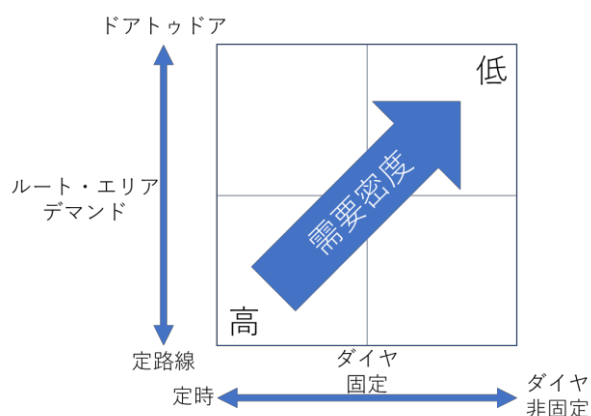 ドアトゥドア
低
ルート・エリア
デマンド
需要密度
高
定路線
定時
ダイヤ
固定
ダイヤ
非固定